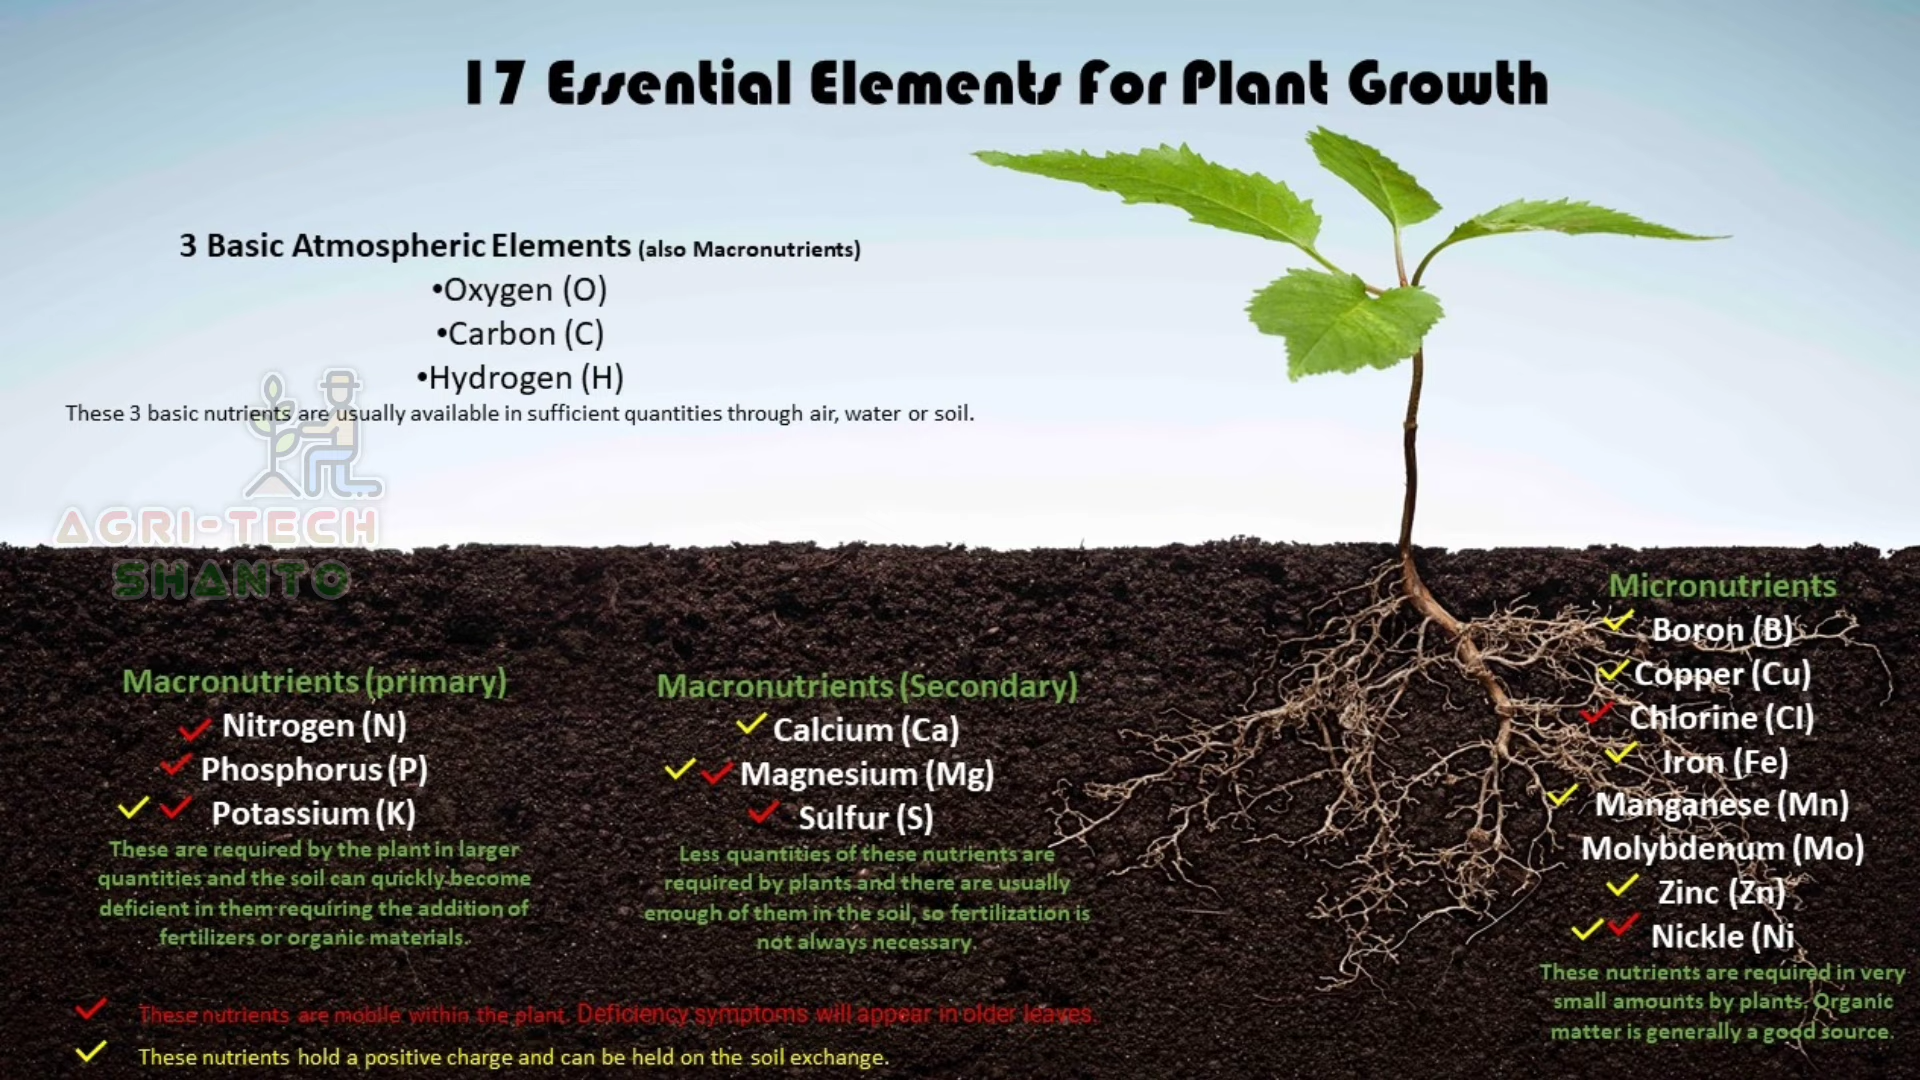 17 Essential Elements For Plant Growth
3 Basic Atmospheric Elements (also Macronutrients)
•Oxygen (O)
•Carbon (C)
•Hydrogen (H)
These 3 basic nutrients are usually available in sufficient quantities through air, water or soil.
AGRI-TECH
SHANTO
Macronutrients (primary)
Nitrogen (N)
Phosphorus (P)
Potassium (K)
These are required by the plant in larger
quantities and the soil can quickly become
deficient in them requiring the addition of
fertilizers or organic materials.
Macronutrients (Secondary)
Calcium (Ca)
Magnesium (Mg)
Sulfur (S)
Less quantities of these nutrients are
required by plants and there are usually
enough of them in the soil, so fertilization is
not always necessary.
Micronutrients
Boron (B)
Copper (Cu)
Chlorine (Cl)
Iron (Fe)
Manganese (Mn)
Molybdenum (Mo)
Zinc (Zn)
Nickle (Ni
These nutrients are required in very
small amounts by plants. Organic
matter is generally a good source.
These nutrients are mobile within the plant. Deficiency symptoms will appear in older leaves.
These nutrients hold a positive charge and can be held on the soil exchange.